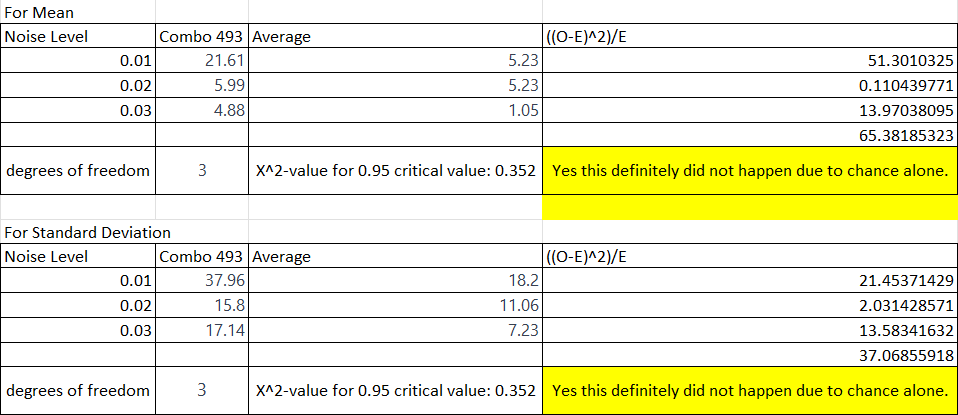 For Mean
Noise Level Combo 493 Average ((O-E)^2)/E
0.01 21.61 5.23 51.3010325
0.02 5.99 5.23 0.110439771
0.03 4.88 1.05 13.97038095
65.38185323
degrees of freedom 3 X^2-value for 0.95 critical value: 0.352 Yes this definitely did not happen due to chance alone.
For Standard Deviation
Noise Level Combo 493 Average ((O-E)^2)/E
0.01 37.96 18.2 21.45371429
0.02 15.8 11.06 2.031428571
0.03 17.14 7.23 13.58341632
37.06855918
degrees of freedom 3 X^2-value for 0.95 critical value: 0.352 Yes this definitely did not happen due to chance alone.